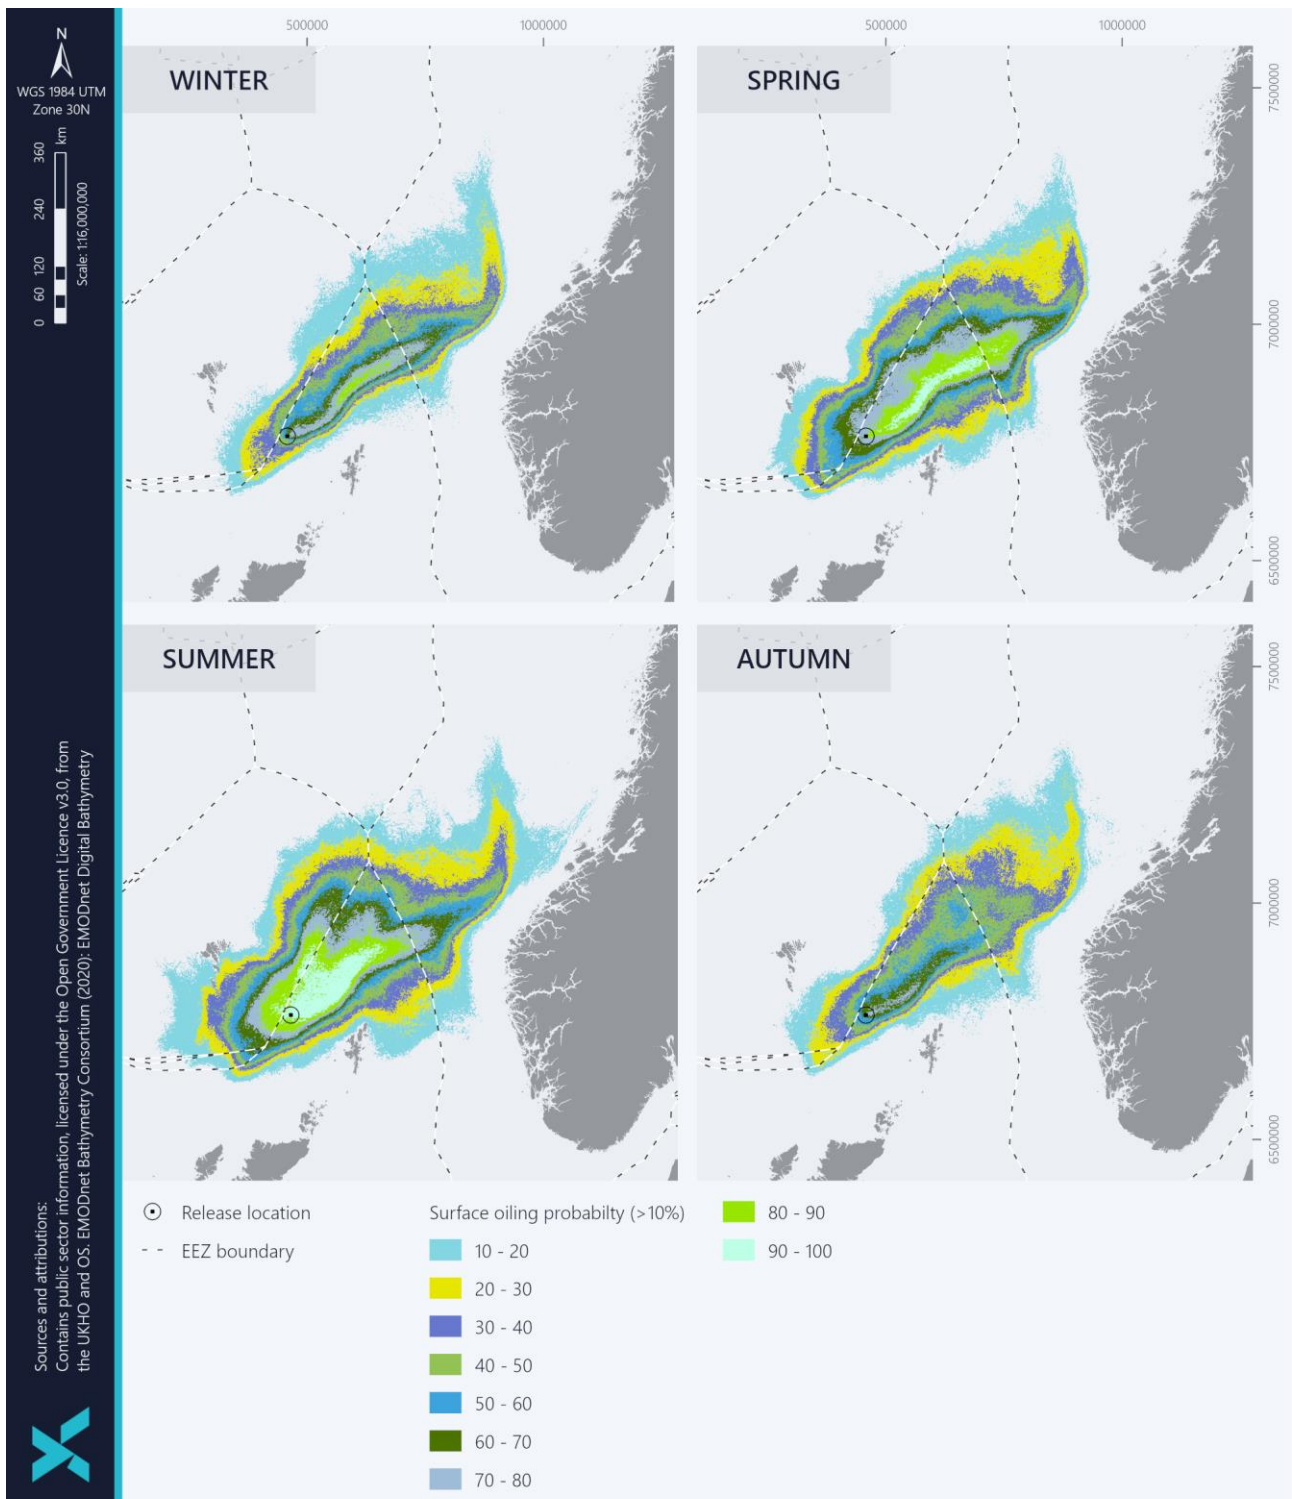 N
WGS 1984 UTM
Zone 30N
0 60 120 240 360 km
Scale: 1:16,000,000
Sources and attributions:
Contains public sector information, licensed under the Open Government Licence v3.0, from
the UKHO and OS. EMODnet Bathymetry Consortium (2020): EMODnet Digital Bathymetry
500000 1000000 500000 1000000
WINTER
SPRING
7500000
7000000
6500000
SUMMER
AUTUMN
7500000
7000000
6500000
Release location
EEZ boundary
Surface oiling probabilty (>10%)
10 - 20
20 - 30
30 - 40
40 - 50
50 - 60
60 - 70
70 - 80
80 - 90
90 - 100